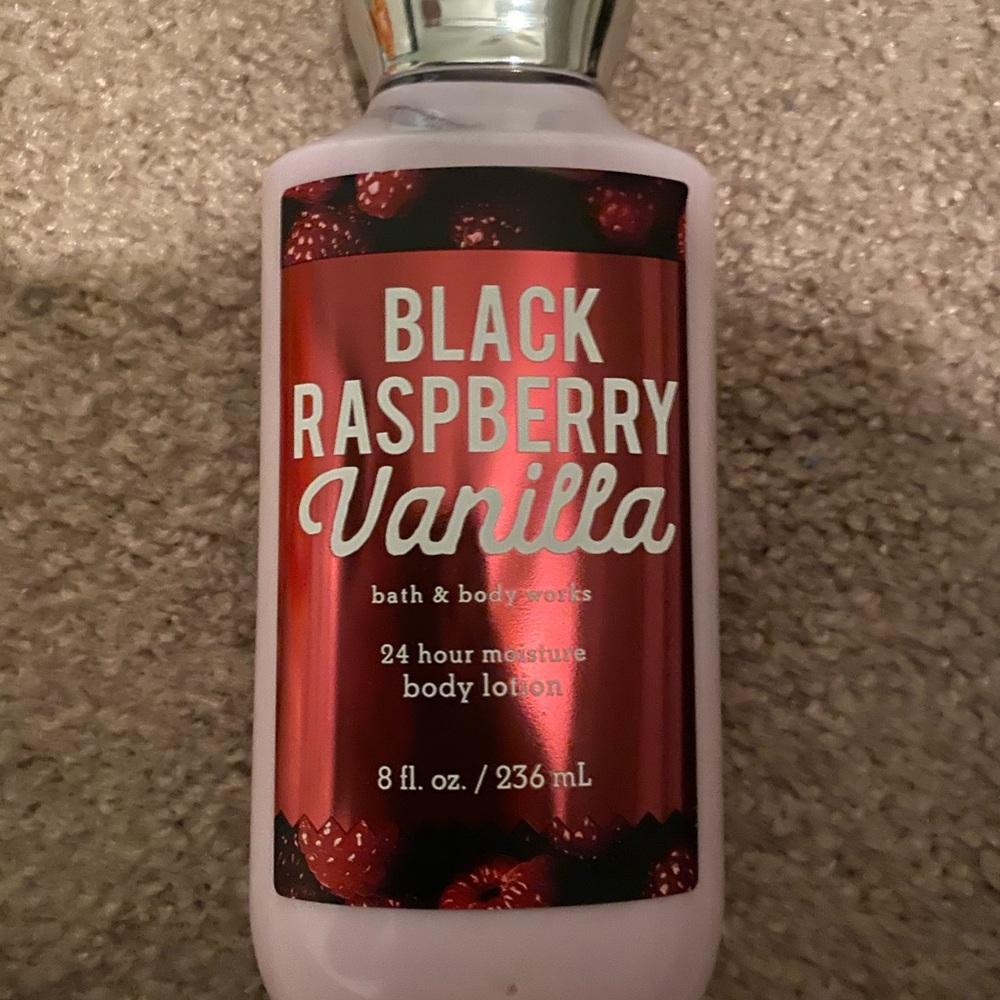 BLACK
RASPBERRY
Vanilla
bath & body works
24 hour moisture
body lotion
8 fl. oz. / 236 mL